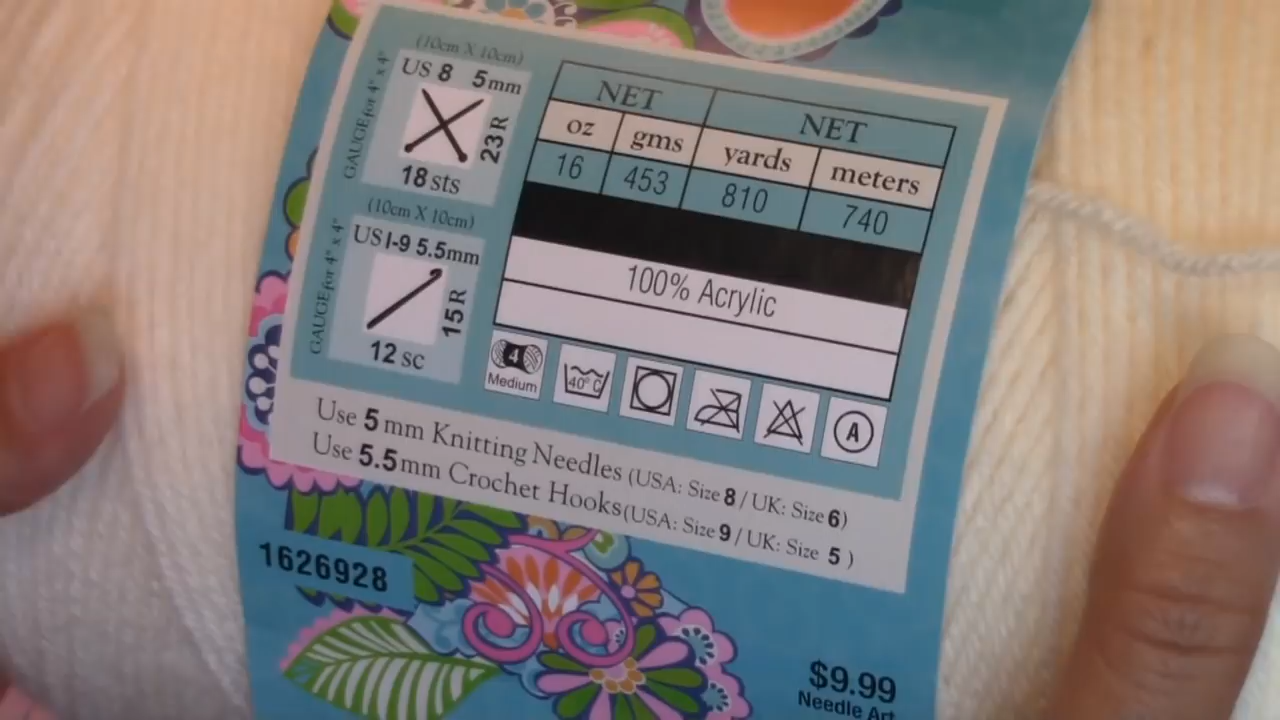 (10cm X 10cm)
GAUGE for 4" x 4"
US 8 5mm
23 R
18 sts
(10cm X 10cm)
GAUGE for 4" x 4"
US I-9 5.5mm
15 R
12 sc
NET NET
oz gms yards meters
16 453 810 740
100% Acrylic
4
Medium
40° C
A
Use 5 mm Knitting Needles (USA: Size 8 / UK: Size 6)
Use 5.5mm Crochet Hooks (USA: Size 9 / UK: Size 5 )
1626928
$9.99
Needle Art